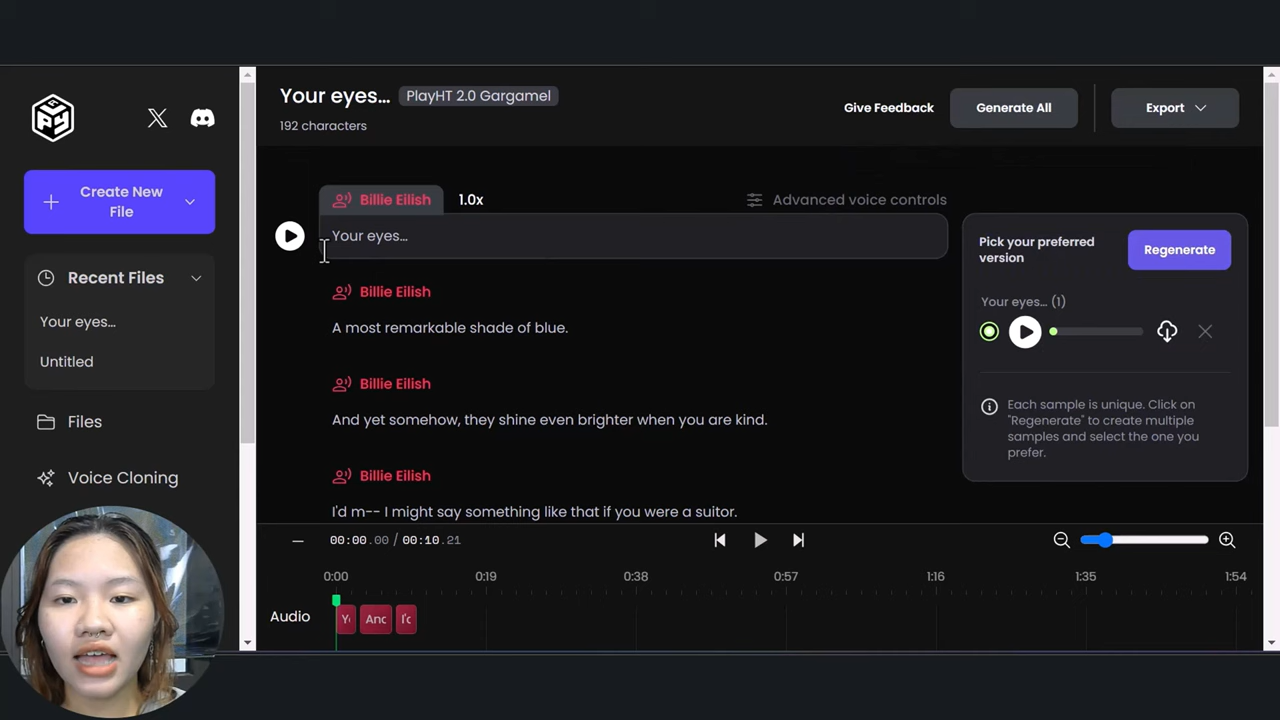 Your eyes... PlayHT 2.0 Gargamel
192 characters
Give Feedback
Generate All
Export
Create New
File
Recent Files
Your eyes...
Untitled
Files
Voice Cloning
Billie Eilish 1.0x Advanced voice controls
Your eyes...
Billie Eilish
A most remarkable shade of blue.
Billie Eilish
And yet somehow, they shine even brighter when you are kind.
Billie Eilish
I'd m-- I might say something like that if you were a suitor.
Pick your preferred
version
Regenerate
Your eyes... (1)
Each sample is unique. Click on
"Regenerate" to create multiple
samples and select the one you
prefer.
00:00.00 / 00:10.21
0:00 0:19 0:38 0:57 1:16 1:35 1:54
Audio